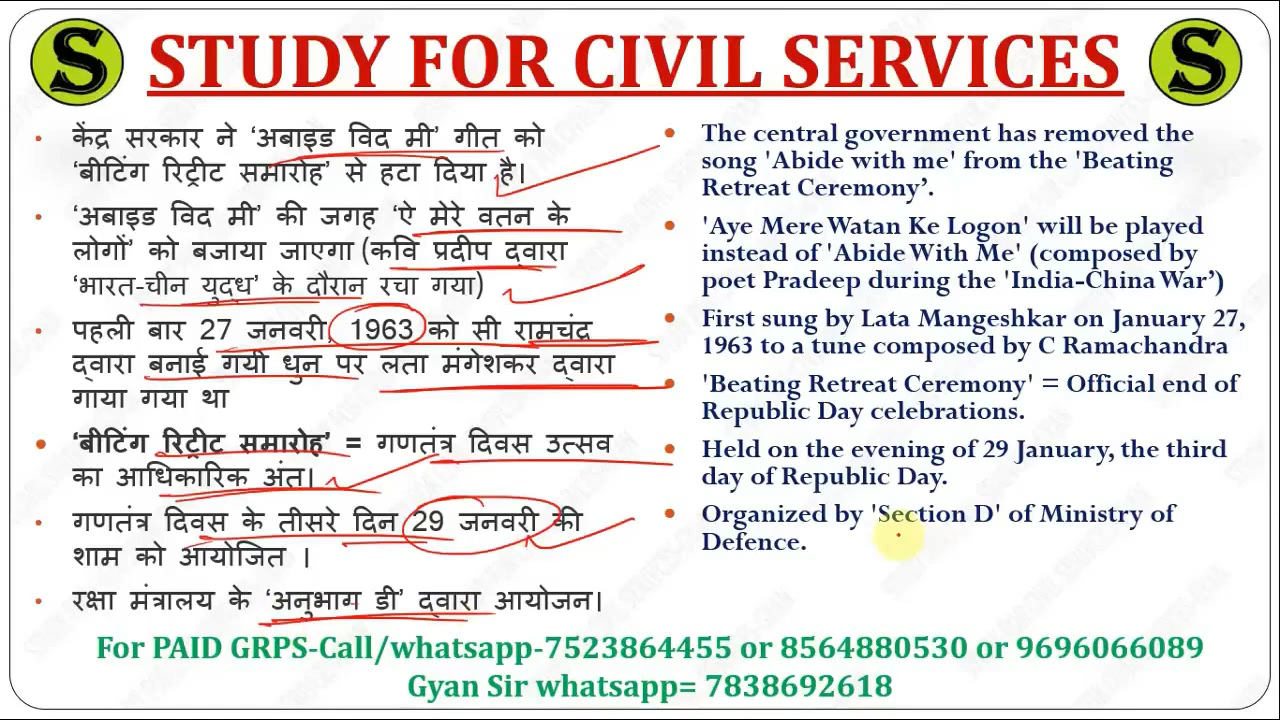 S STUDY FOR CIVIL SERVICES S
केंद्र सरकार ने ‘अबाइड विद मी’ गीत को
‘बीटिंग रिट्रीट समारोह’ से हटा दिया है।
‘अबाइड विद मी’ की जगह ‘ऐ मेरे वतन के
लोगों’ को बजाया जाएगा (कवि प्रदीप द्वारा
‘भारत-चीन युद्ध’ के दौरान रचा गया)
पहली बार 27 जनवरी, 1963 को सी रामचंद्र
द्वारा बनाई गयी धुन पर लता मंगेशकर द्वारा
गाया गया था
‘बीटिंग रिट्रीट समारोह’ = गणतंत्र दिवस उत्सव
का आधिकारिक अंत।
गणतंत्र दिवस के तीसरे दिन 29 जनवरी की
शाम को आयोजित ।
रक्षा मंत्रालय के ‘अनुभाग डी’ द्वारा आयोजन।
The central government has removed the
song 'Abide with me' from the 'Beating
Retreat Ceremony’.
'Aye Mere Watan Ke Logon' will be played
instead of 'Abide With Me' (composed by
poet Pradeep during the 'India-China War’)
First sung by Lata Mangeshkar on January 27,
1963 to a tune composed by C Ramachandra
'Beating Retreat Ceremony' = Official end of
Republic Day celebrations.
Held on the evening of 29 January, the third
day of Republic Day.
Organized by 'Section D' of Ministry of
Defence.
For PAID GRPS-Call/whatsapp-7523864455 or 8564880530 or 9696066089
Gyan Sir whatsapp= 7838692618